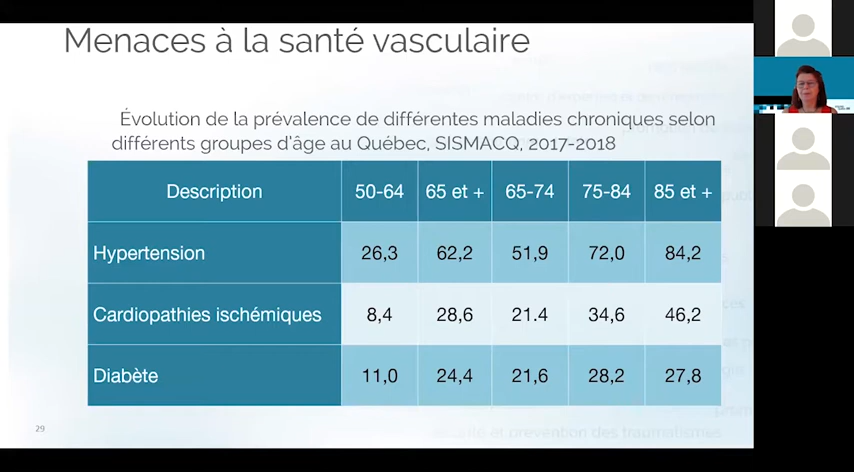 Menaces à la santé vasculaire
Évolution de la prévalence de différentes maladies chroniques selon
différents groupes d'âge au Québec, SISMACQ, 2017-2018
Description 50-64 65 et + 65-74 75-84 85 et +
Hypertension 26,3 62,2 51,9 72,0 84,2
Cardiopathies ischémiques 8,4 28,6 21.4 34,6 46,2
Diabète 11,0 24,4 21,6 28,2 27,8
29